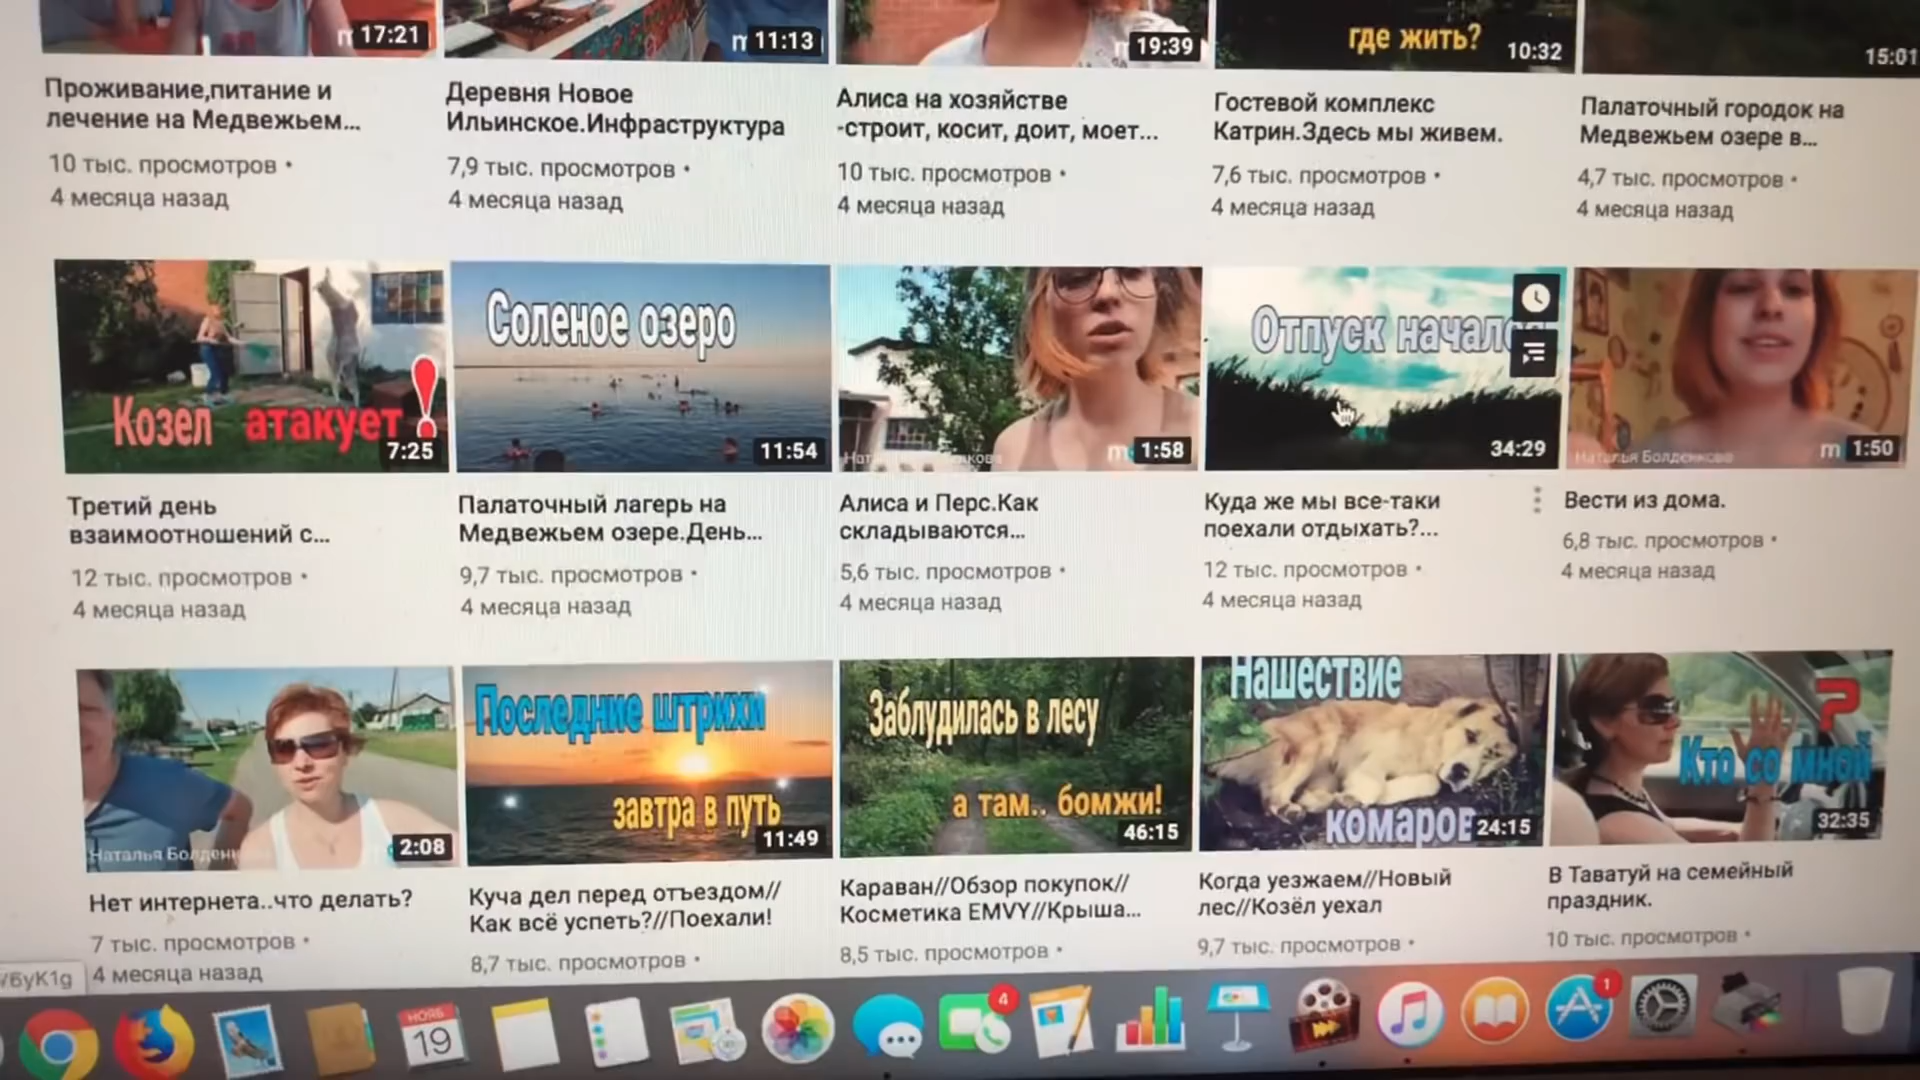 17:21
11:13
19:39
где жить?
10:32
15:01
Проживание,питание и
лечение на Медвежьем...
10 тыс. просмотров •
4 месяца назад
Деревня Новое
Ильинское.Инфраструктура
7,9 тыс. просмотров •
4 месяца назад
Алиса на хозяйстве
-строит, косит, доит, моет...
10 тыс. просмотров •
4 месяца назад
Гостевой комплекс
Катрин.Здесь мы живем.
7,6 тыс. просмотров •
4 месяца назад
Палаточный городок на
Медвежьем озере в...
4,7 тыс. просмотров •
4 месяца назад
Козел атакует!
7:25
Соленое озеро
11:54
1:58
Отпуск начался
34:29
Наталья Болденкова
1:50
Третий день
взаимоотношений с...
12 тыс. просмотров •
4 месяца назад
Палаточный лагерь на
Медвежьем озере.День...
9,7 тыс. просмотров •
4 месяца назад
Алиса и Перс.Как
складываются...
5,6 тыс. просмотров •
4 месяца назад
Куда же мы все-таки
поехали отдыхать?...
12 тыс. просмотров •
4 месяца назад
Вести из дома.
6,8 тыс. просмотров •
4 месяца назад
Наталья Болден
2:08
Последние штрихи
завтра в путь
11:49
Заблудилась в лесу
а там.. бомжи!
46:15
Нашествие
комаров
24:15
Кто со мной
?
32:35
Нет интернета..что делать?
7 тыс. просмотров •
4 месяца назад
Куча дел перед отъездом//
Как всё успеть?//Поехали!
8,7 тыс. просмотров •
Караван//Обзор покупок//
Косметика EMVY//Крыша...
8,5 тыс. просмотров •
Когда уезжаем//Новый
лес//Козёл уехал
9,7 тыс. просмотров •
В Таватуй на семейный
праздник.
10 тыс. просмотров •
НОЯБ
19
4
1